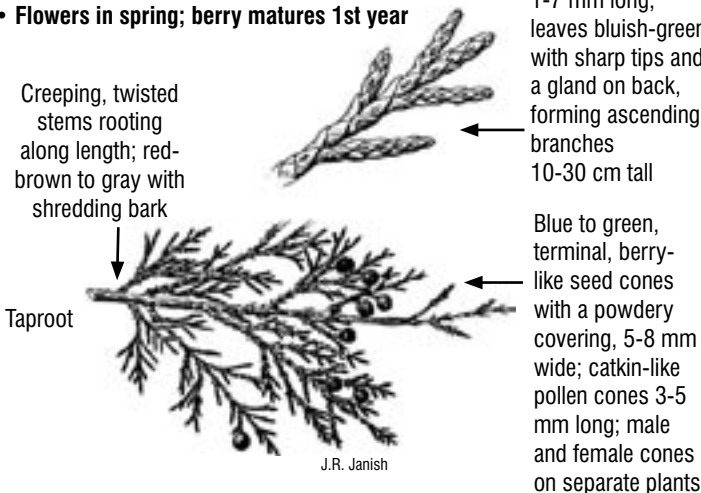 • Flowers in spring; berry matures 1st year
Creeping, twisted
stems rooting
along length; red-
brown to gray with
shredding bark
Taproot
1-7 mm long;
leaves bluish-green
with sharp tips and
a gland on back,
forming ascending
branches
10-30 cm tall
Blue to green,
terminal, berry-
like seed cones
with a powdery
covering, 5-8 mm
wide; catkin-like
pollen cones 3-5
mm long; male
and female cones
on separate plants
J.R. Janish